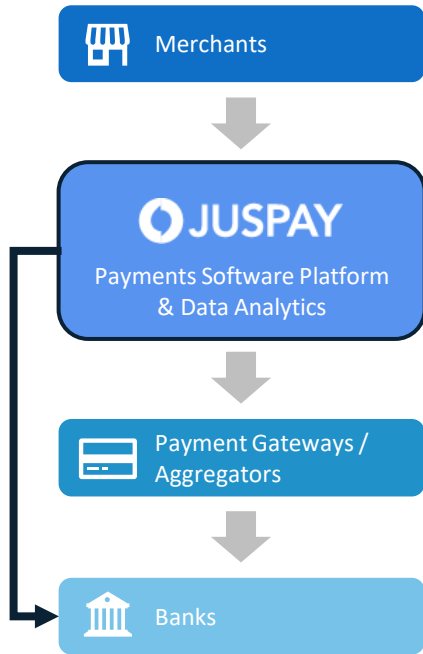 Merchants
JUSPAY
Payments Software Platform
& Data Analytics
Payment Gateways /
Aggregators
Banks